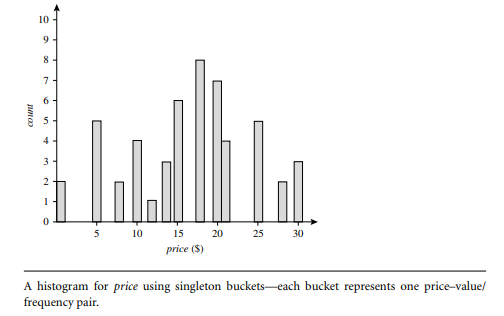 10
9
8
7
6
5
4
3
2
1
0
count
5 10 15 20 25 30
price ($)
A histogram for price using singleton buckets—each bucket represents one price–value/
frequency pair.